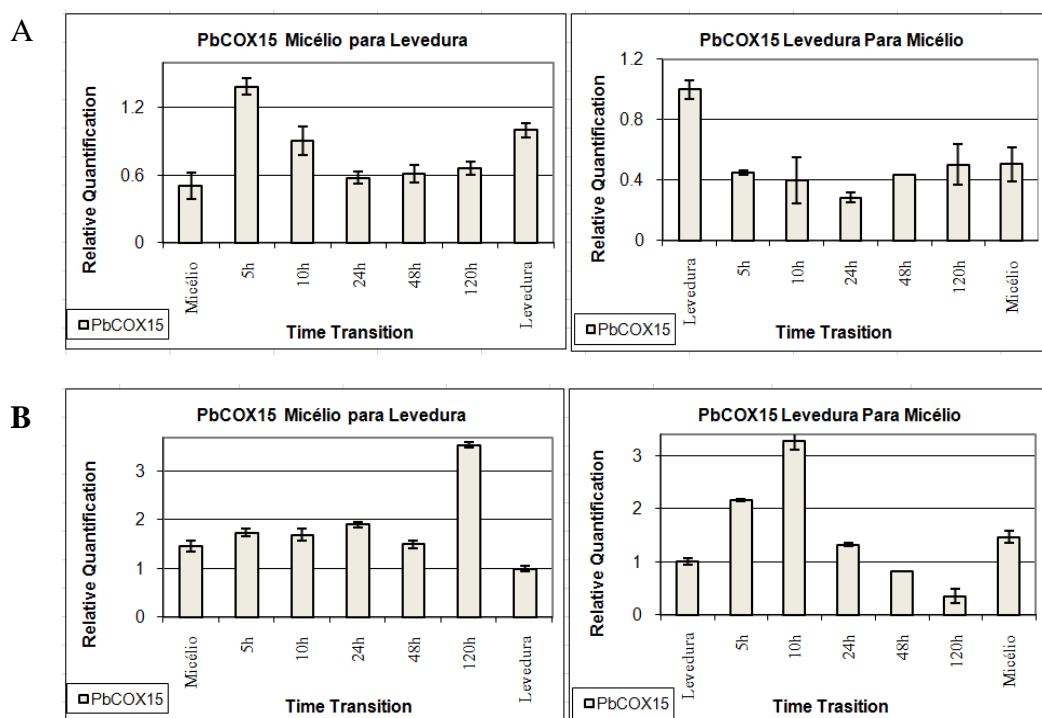 A
PbCOX15 Micélio para Levedura
Relative Quantification
1.2
0.6
0
Micélio
5h
10h
24h
48h
120h
Levedura
PbCOX15
Time Transition
PbCOX15 Levedura Para Micélio
Relative Quantification
1.2
0.8
0.4
0
Levedura
5h
10h
24h
48h
120h
Micélio
PbCOX15
Time Trasition
B
PbCOX15 Micélio para Levedura
Relative Quantification
3
2
1
0
Micélio
5h
10h
24h
48h
120h
Levedura
PbCOX15
Time Transition
PbCOX15 Levedura Para Micélio
Relative Quantification
3
2
1
0
Levedura
5h
10h
24h
48h
120h
Micélio
PbCOX15
Time Trasition